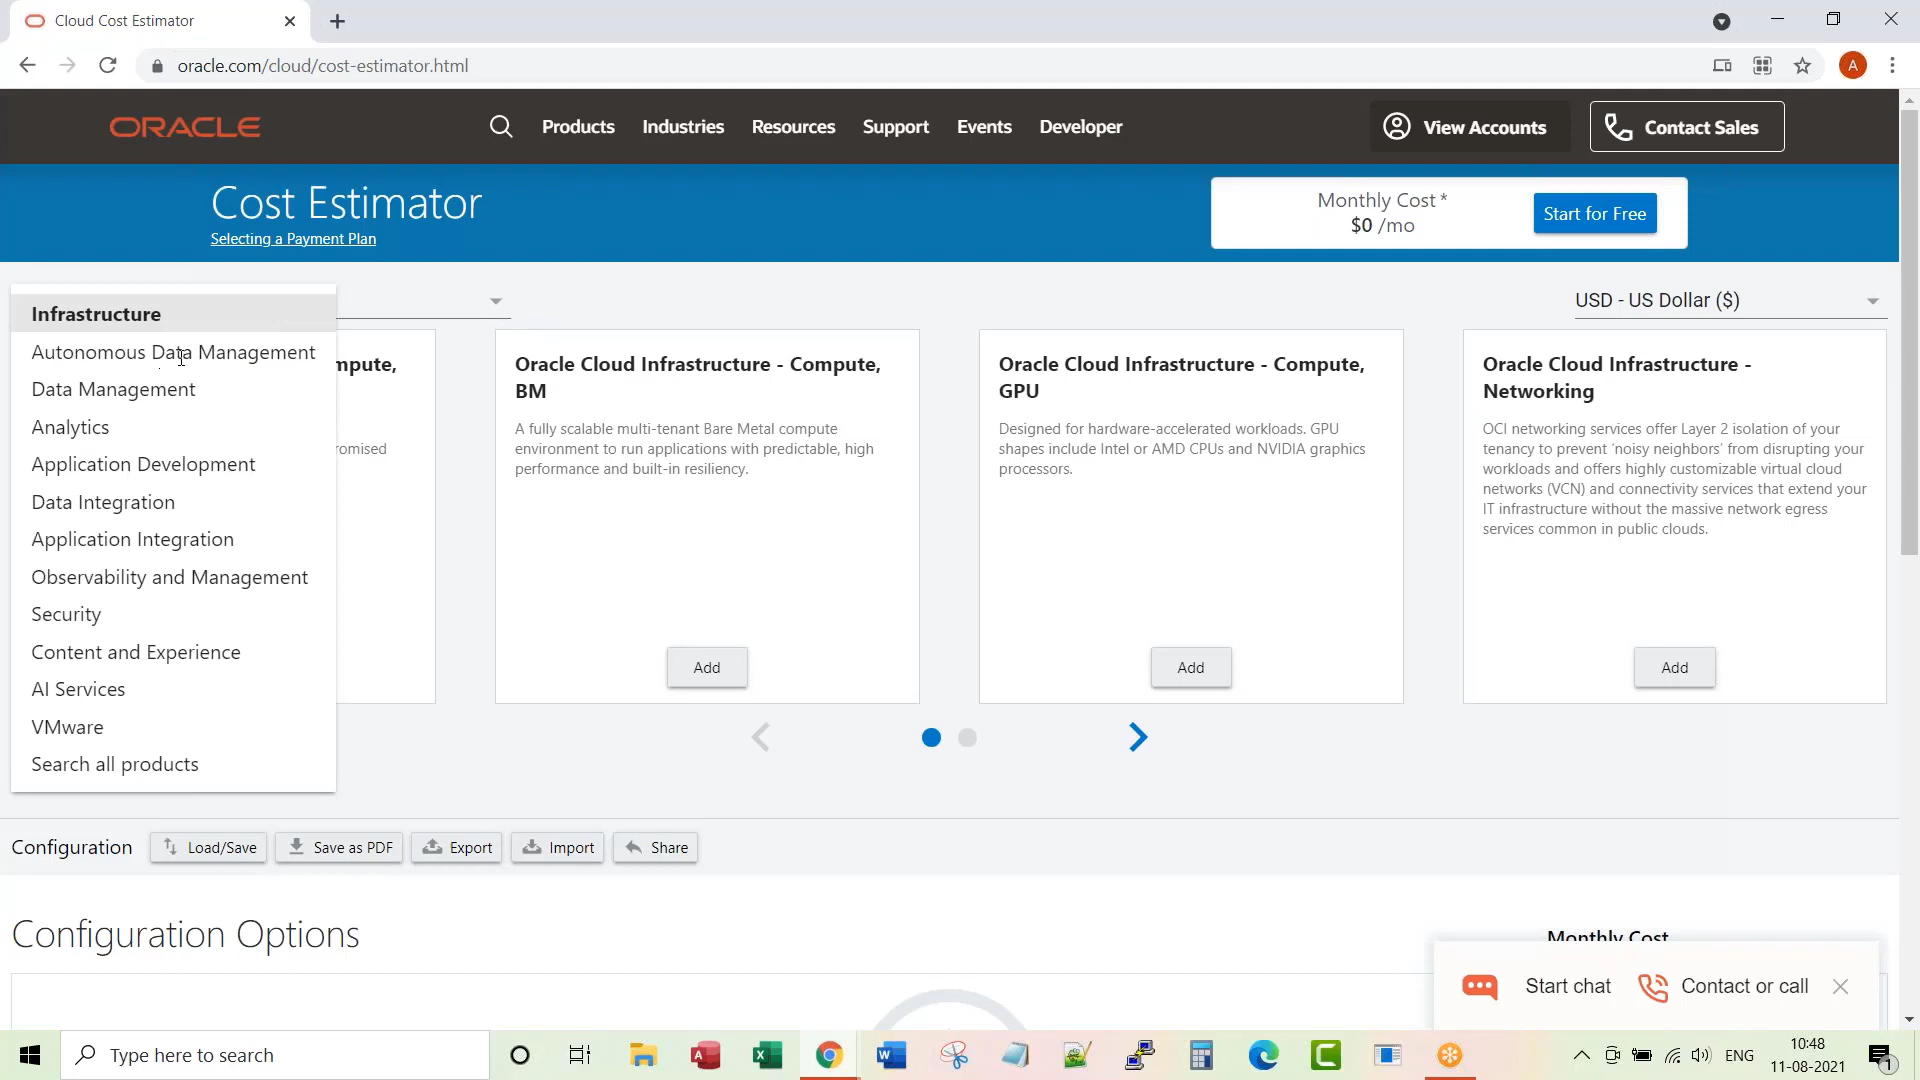 Cloud Cost Estimator
oracle.com/cloud/cost-estimator.html
A
ORACLE
Products
Industries
Resources
Support
Events
Developer
View Accounts
Contact Sales
Cost Estimator
Selecting a Payment Plan
Monthly Cost *
$0 /mo
Start for Free
Infrastructure
Autonomous Data Management
Data Management
Analytics
Application Development
Data Integration
Application Integration
Observability and Management
Security
Content and Experience
AI Services
VMware
Search all products
USD - US Dollar ($)
mpute,
romised
Oracle Cloud Infrastructure - Compute,
BM
A fully scalable multi-tenant Bare Metal compute
environment to run applications with predictable, high
performance and built-in resiliency.
Add
Oracle Cloud Infrastructure - Compute,
GPU
Designed for hardware-accelerated workloads. GPU
shapes include Intel or AMD CPUs and NVIDIA graphics
processors.
Add
Oracle Cloud Infrastructure -
Networking
OCI networking services offer Layer 2 isolation of your
tenancy to prevent 'noisy neighbors' from disrupting your
workloads and offers highly customizable virtual cloud
networks (VCN) and connectivity services that extend your
IT infrastructure without the massive network egress
services common in public clouds.
Add
Configuration
Load/Save
Save as PDF
Export
Import
Share
Configuration Options
Monthly Cost
Start chat
Contact or call
Type here to search
ENG
10:48
11-08-2021
1